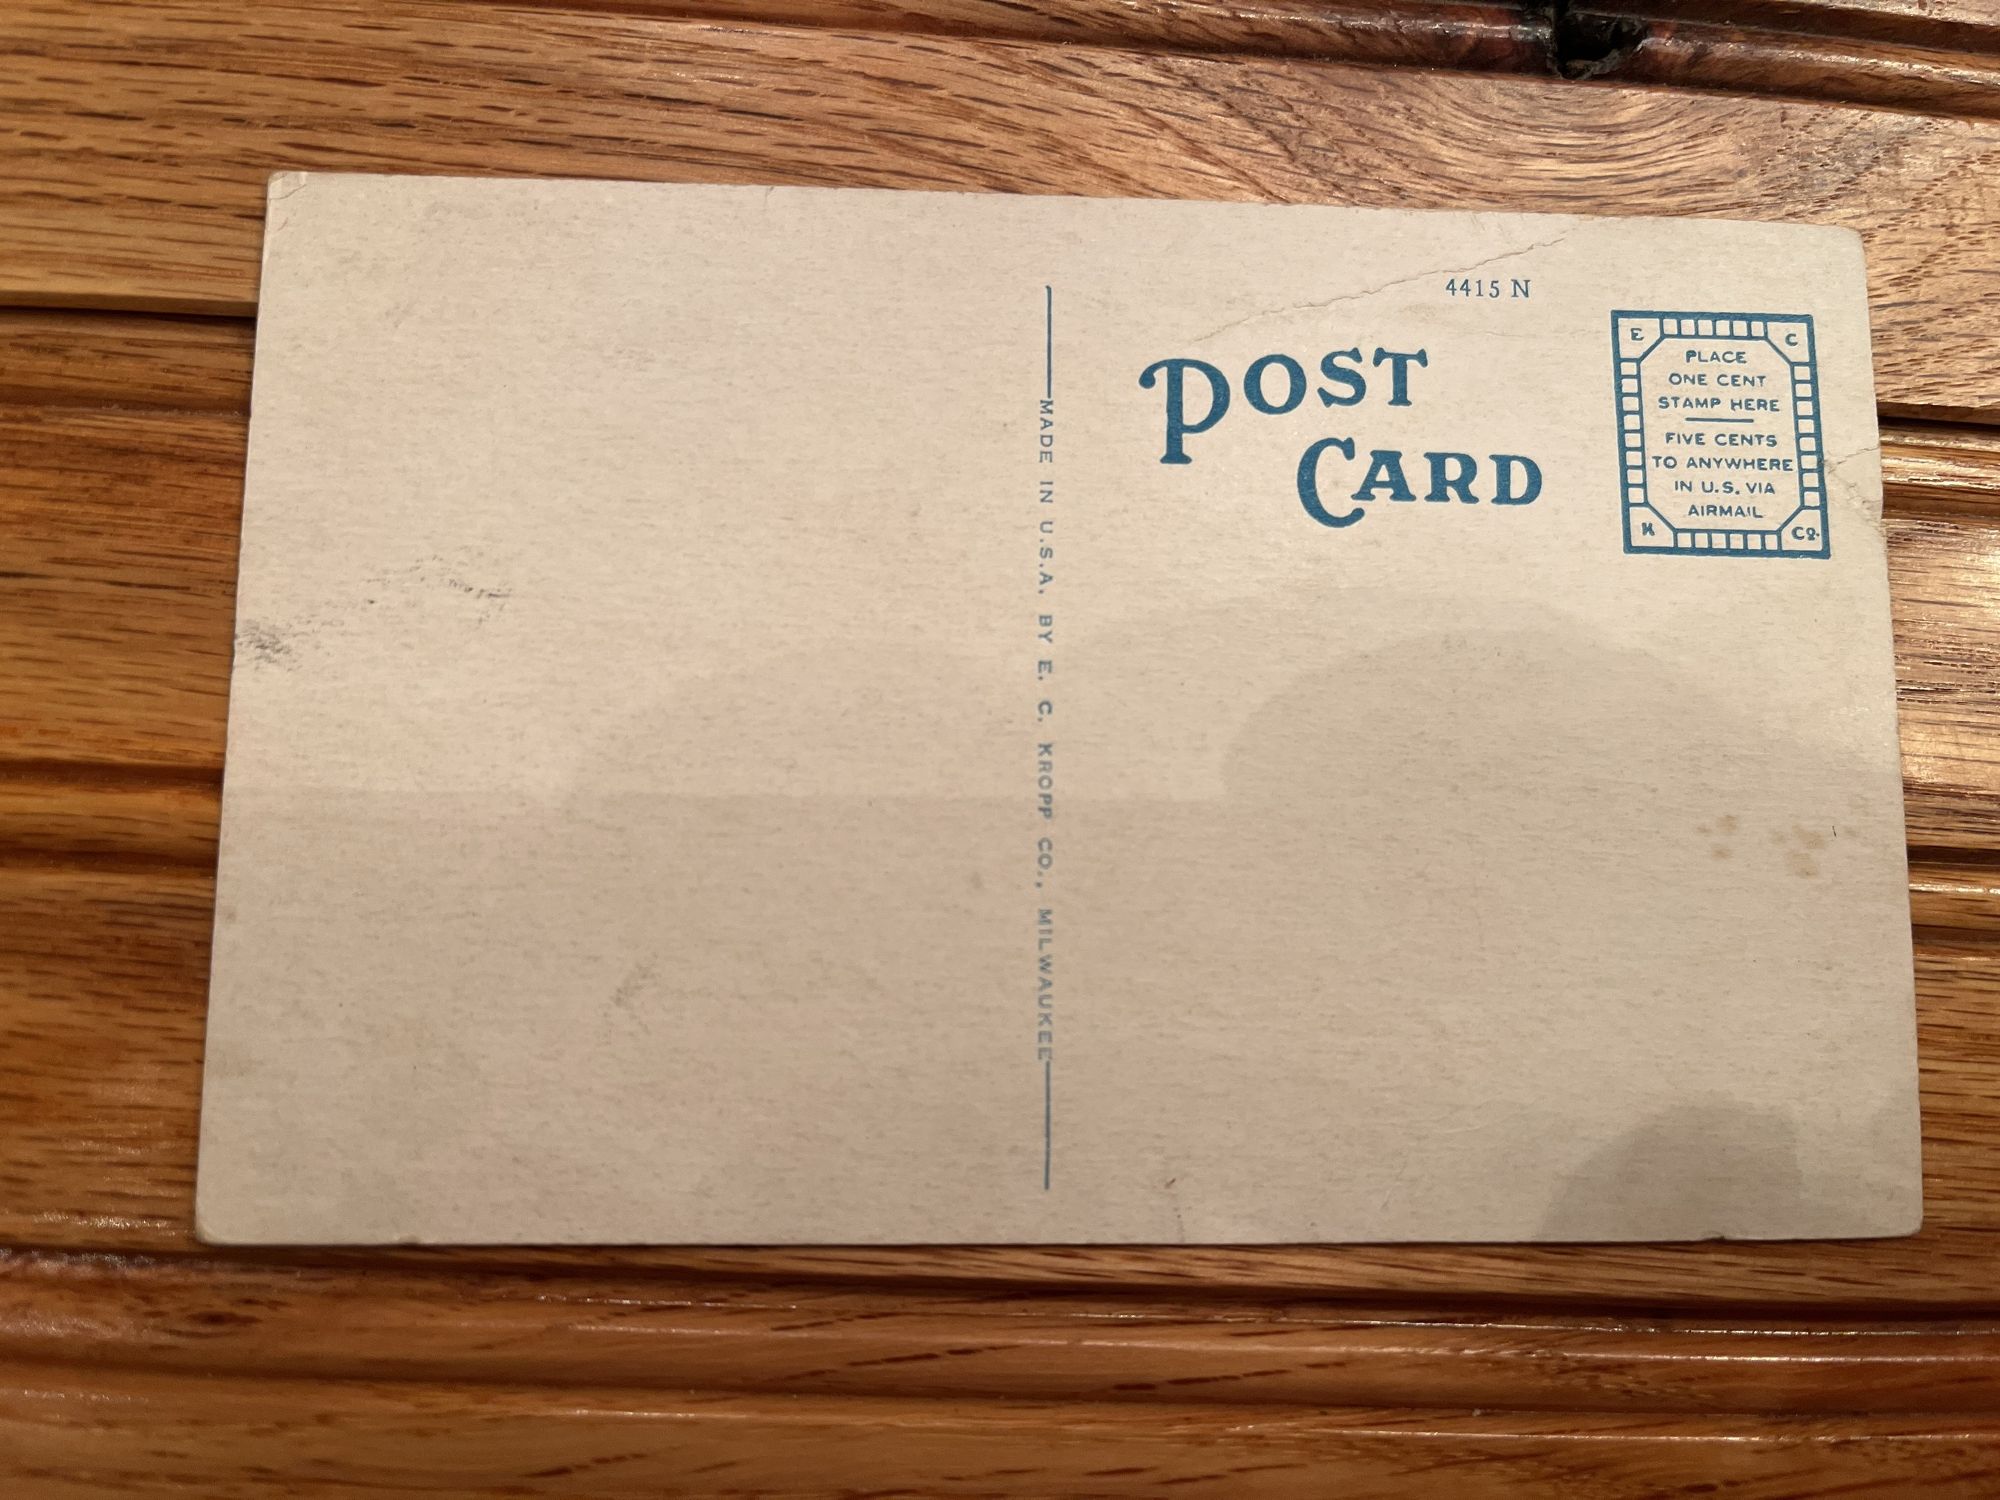 4415 N
POST
CARD
E C
PLACE
ONE CENT
STAMP HERE
FIVE CENTS
TO ANYWHERE
IN U.S. VIA
AIRMAIL
K CO.
MADE IN U.S.A. BY E. C. KROPP CO., MILWAUKEE